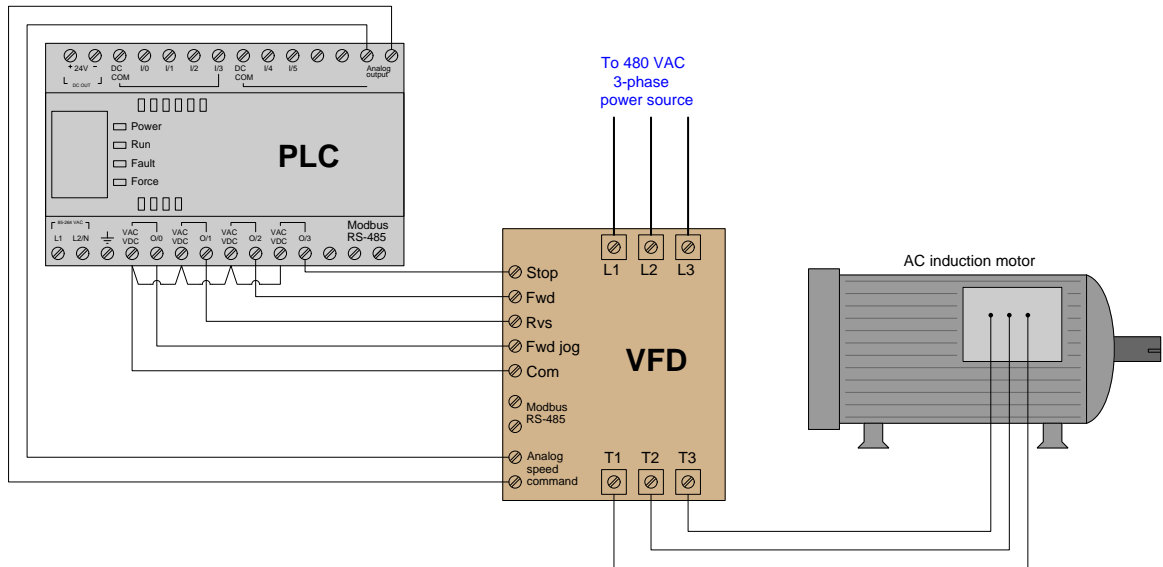 + 24V −
DC OUT
DC
COM
I/0
I/1
I/2
I/3
DC
COM
I/4
I/5
Analog
output
Power
Run
Fault
Force
PLC
85-264 VAC
L1
L2/N
VAC
VDC
O/0
VAC
VDC
O/1
VAC
VDC
O/2
VAC
VDC
O/3
Modbus
RS-485
To 480 VAC
3-phase
power source
L1
L2
L3
Stop
Fwd
Rvs
Fwd jog
Com
VFD
Modbus
RS-485
Analog
speed
command
T1
T2
T3
AC induction motor